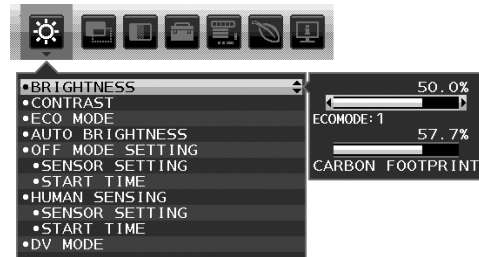 •BRIGHTNESS
•CONTRAST
•ECO MODE
•AUTO BRIGHTNESS
•OFF MODE SETTING
•SENSOR SETTING
•START TIME
•HUMAN SENSING
•SENSOR SETTING
•START TIME
•DV MODE
50.0%
ECOMODE:1
57.7%
CARBON FOOTPRINT